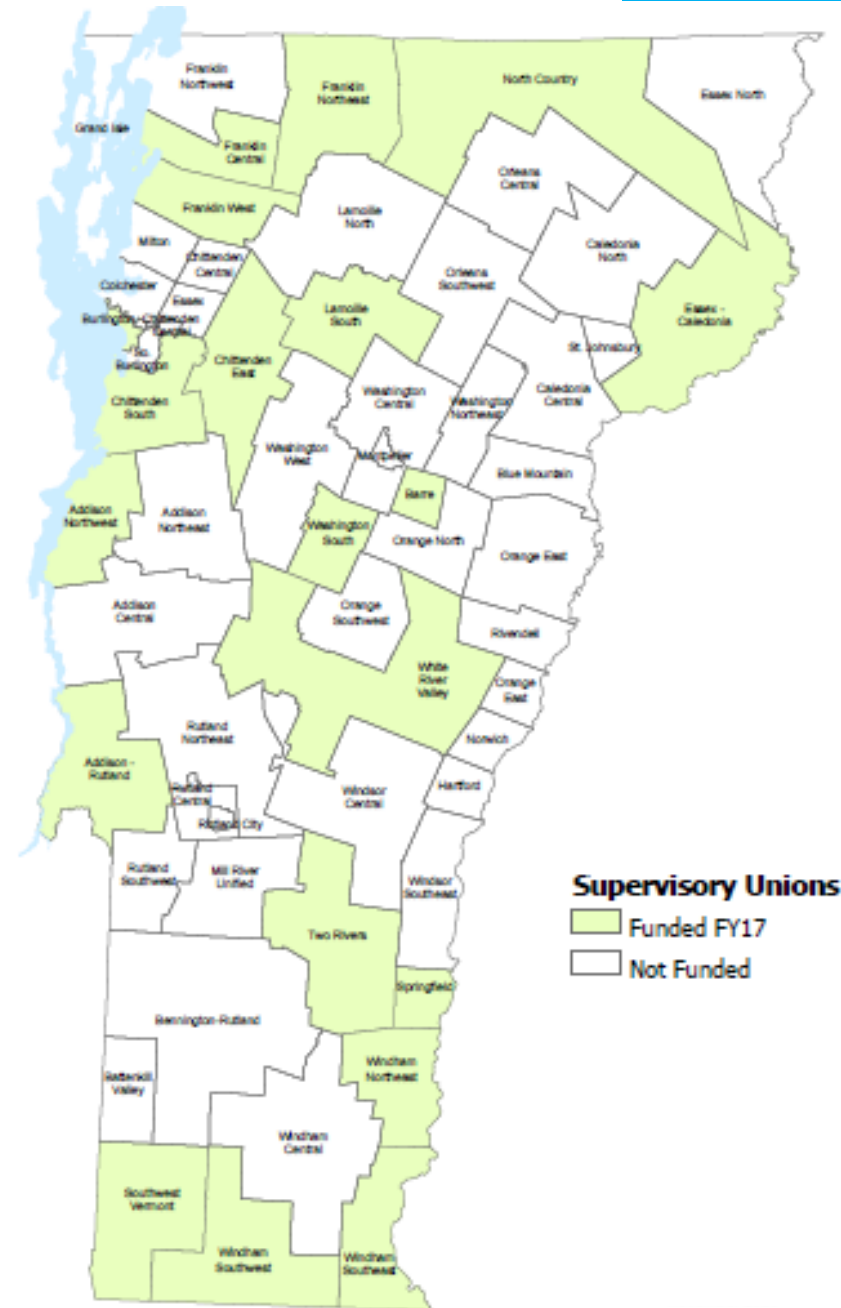 Franklin
Northwest
Franklin
Northeast
North Country
Essex North
Grand Isle
Franklin
Central
Orleans
Central
Franklin West
Lamoille
North
Milton
Chittenden
Central
Caledonia
North
Orleans
Southwest
Colchester
Essex
Lamoille
South
Essex -
Caledonia
Burlington
Chittenden
So.
Burlington
St. Johnsbury
Chittenden
East
Chittenden
South
Washington
Central
Washington
Northeast
Caledonia
Central
Washington
West
Montpelier
Blue Mountain
Barre
Addison
Northwest
Addison
Northeast
Washington
South
Orange North
Orange East
Addison
Central
Orange
Southwest
Rivendell
White
River
Valley
Orange
East
Rutland
Northeast
Norwich
Addison -
Rutland
Rutland
Central
Windsor
Central
Hartford
Rutland City
Rutland
Southwest
Mill River
Unified
Windsor
Southeast
Supervisory Unions
Funded FY17
Not Funded
Two Rivers
Springfield
Bennington-Rutland
Windham
Northeast
Battenkill
Valley
Windham
Central
Southwest
Vermont
Windham
Southwest
Windham
Southeast